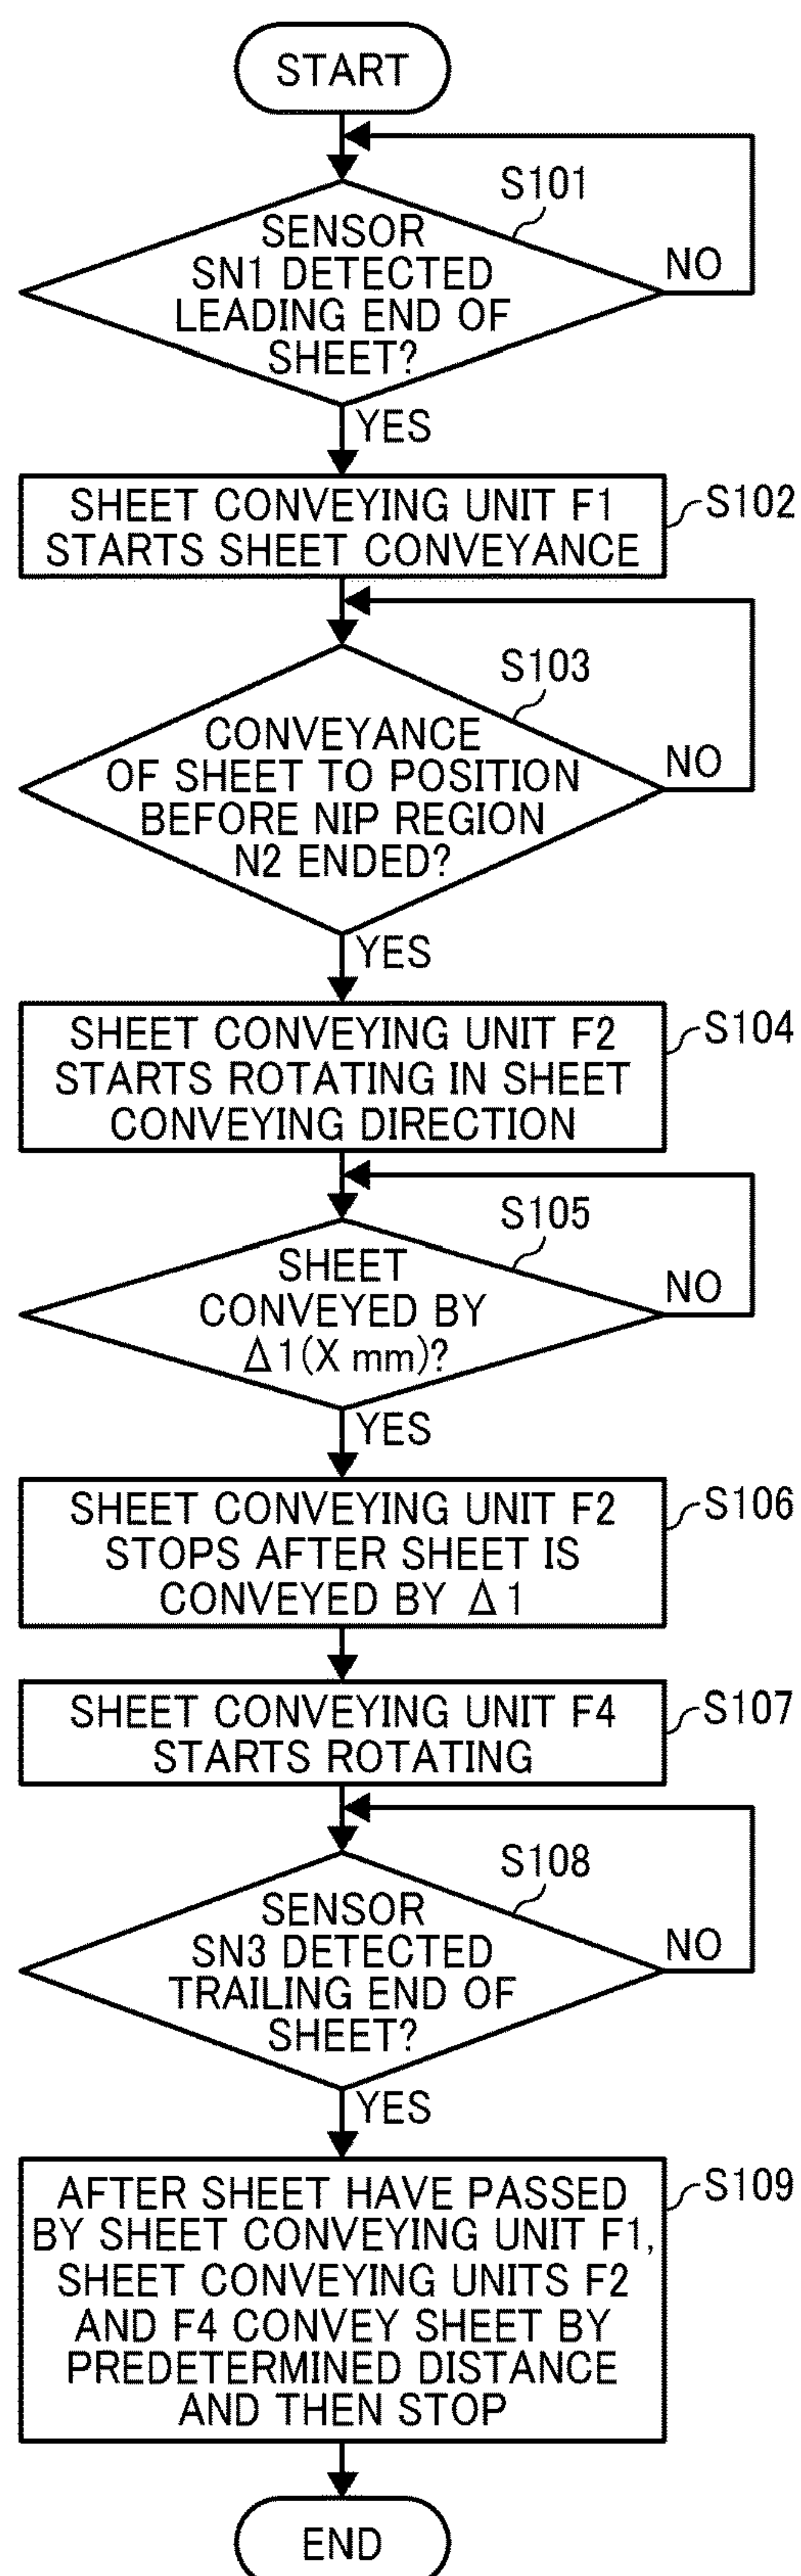 START
S101
SENSOR
SN1 DETECTED
LEADING END OF
SHEET?
NO
YES
SHEET CONVEYING UNIT F1
STARTS SHEET CONVEYANCE
S102
S103
CONVEYANCE
OF SHEET TO POSITION
BEFORE NIP REGION
N2 ENDED?
NO
YES
SHEET CONVEYING UNIT F2
STARTS ROTATING IN SHEET
CONVEYING DIRECTION
S104
S105
SHEET
CONVEYED BY
Δ1(X mm)?
NO
YES
SHEET CONVEYING UNIT F2
STOPS AFTER SHEET IS
CONVEYED BY Δ1
S106
SHEET CONVEYING UNIT F4
STARTS ROTATING
S107
S108
SENSOR
SN3 DETECTED
TRAILING END OF
SHEET?
NO
YES
AFTER SHEET HAVE PASSED
BY SHEET CONVEYING UNIT F1,
SHEET CONVEYING UNITS F2
AND F4 CONVEY SHEET BY
PREDETERMINED DISTANCE
AND THEN STOP
S109
END